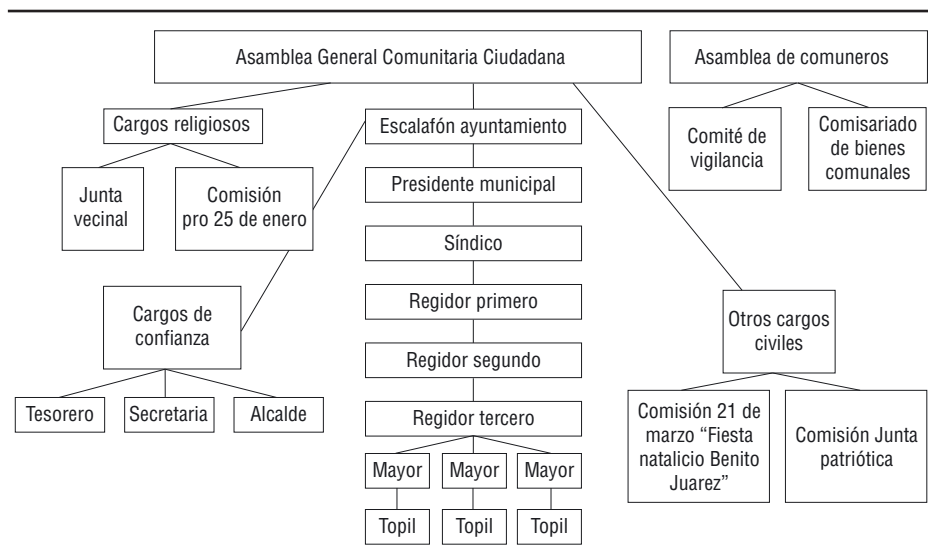 Asamblea General Comunitaria Ciudadana
Asamblea de comuneros
Cargos religiosos
Escalafón ayuntamiento
Comité de
vigilancia
Comisariado
de bienes
comunales
Junta
vecinal
Comisión
pro 25 de enero
Presidente municipal
Síndico
Cargos de
confianza
Regidor primero
Otros cargos
civiles
Regidor segundo
Tesorero
Secretaria
Alcalde
Regidor tercero
Comisión 21 de
marzo “Fiesta
natalicio Benito
Juarez”
Comisión Junta
patriótica
Mayor
Mayor
Mayor
Topil
Topil
Topil